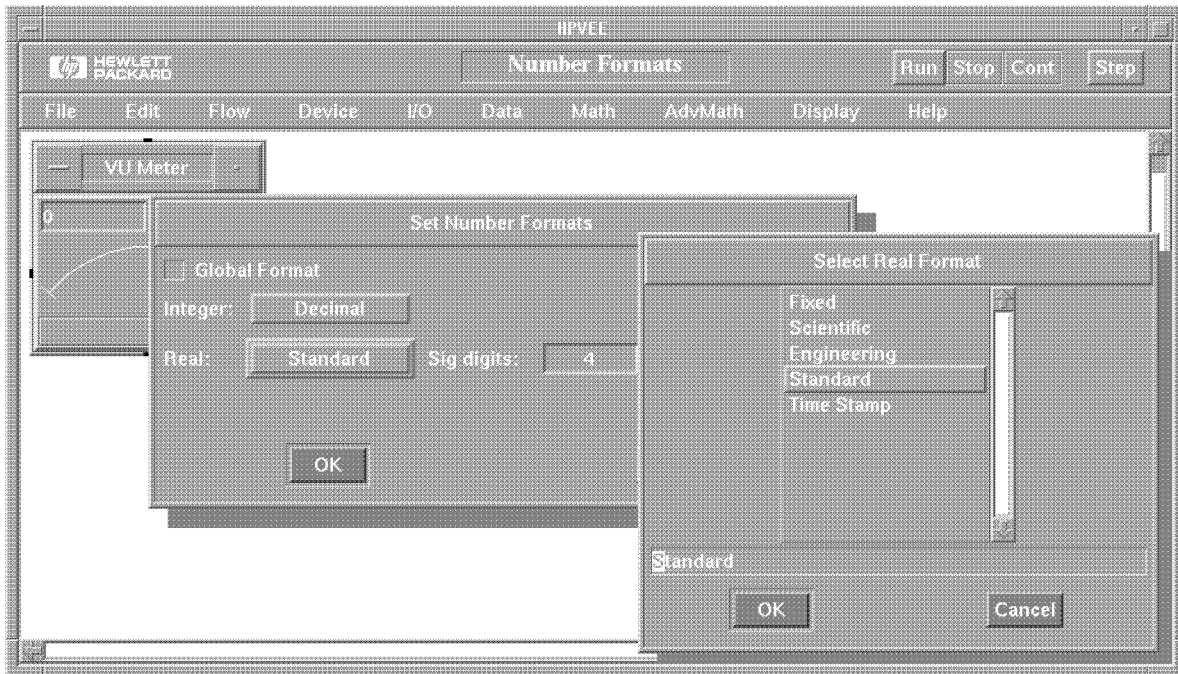 HPVEE
hp HEWLETT PACKARD
Number Formats
Run Stop Cont Step
File Edit Flow Device I/O Data Math AdvMath Display Help
VU Meter
0
Set Number Formats
Global Format
Integer: Decimal
Real: Standard Sig digits: 4
OK
Select Real Format
Fixed
Scientific
Engineering
Standard
Time Stamp
Standard
OK Cancel